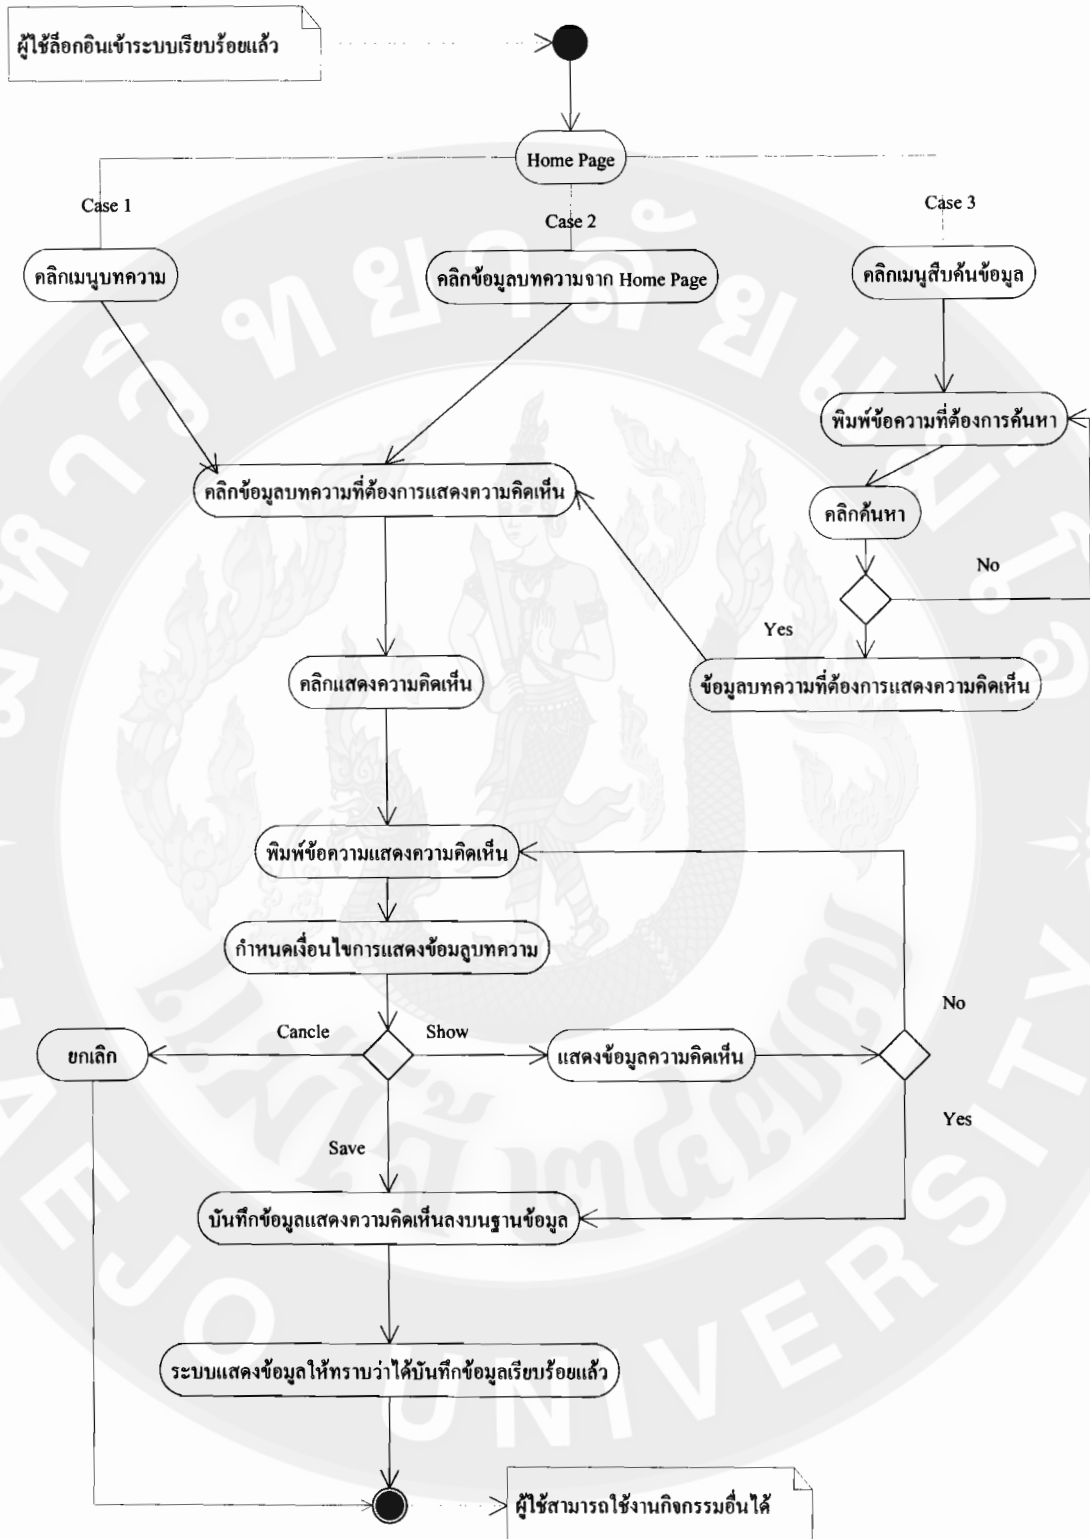 ผู้ใช้ล็อกอินเข้าระบบเรียบร้อยแล้ว
Home Page
Case 1
Case 2
Case 3
คลิกเมนูบทความ
คลิกข้อมูลบทความจาก Home Page
คลิกเมนูสืบค้นข้อมูล
พิมพ์ข้อความที่ต้องการค้นหา
คลิกข้อมูลบทความที่ต้องการแสดงความคิดเห็น
คลิกค้นหา
No
Yes
คลิกแสดงความคิดเห็น
ข้อมูลบทความที่ต้องการแสดงความคิดเห็น
พิมพ์ข้อความแสดงความคิดเห็น
กำหนดเงื่อนไขการแสดงข้อมลูบทความ
No
Cancle
Show
ยกเลิก
แสดงข้อมูลความคิดเห็น
Yes
Save
บันทึกข้อมูลแสดงความคิดเห็นลงบนฐานข้อมูล
ระบบแสดงข้อมูลให้ทราบว่าได้บันทึกข้อมูลเรียบร้อยแล้ว
ผู้ใช้สามารถใช้งานกิจกรรมอื่นได้